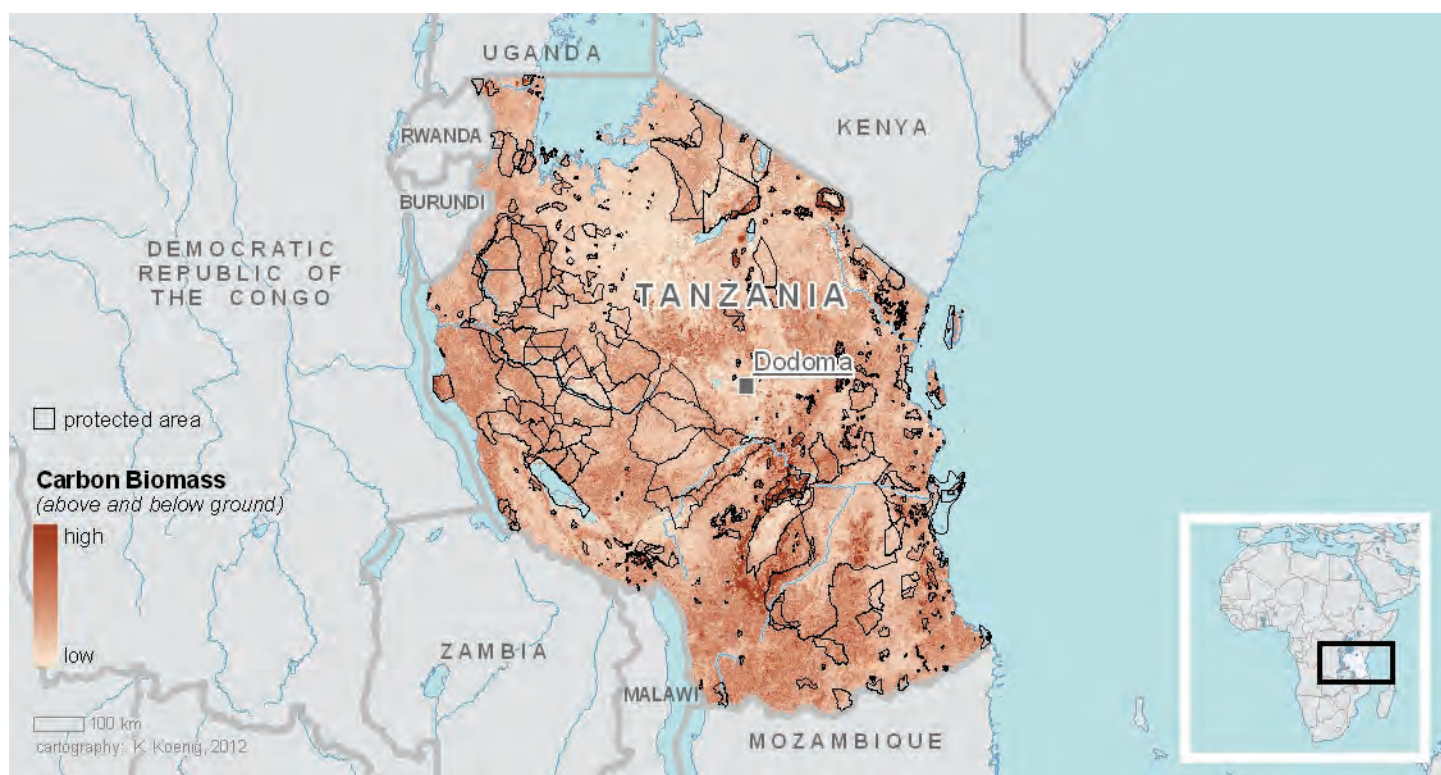 UGANDA
KENYA
RWANDA
BURUNDI
DEMOCRATIC
REPUBLIC OF
THE CONGO
TANZANIA
Dodoma
protected area
Carbon Biomass
(above and below ground)
high
low
ZAMBIA
MALAWI
MOZAMBIQUE
100 km
cartography: K. Koenig, 2012